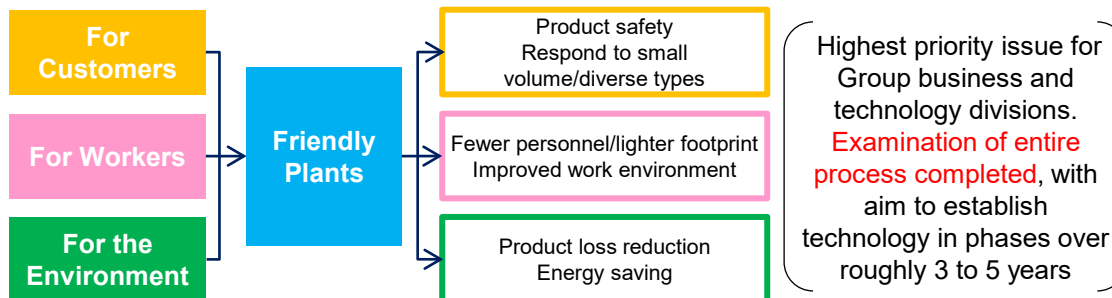 For
Customers
For Workers
For the
Environment
Friendly
Plants
Product safety
Respond to small
volume/diverse types
Fewer personnel/lighter footprint
Improved work environment
Product loss reduction
Energy saving
Highest priority issue for
Group business and
technology divisions.
Examination of entire
process completed, with
aim to establish
technology in phases over
roughly 3 to 5 years